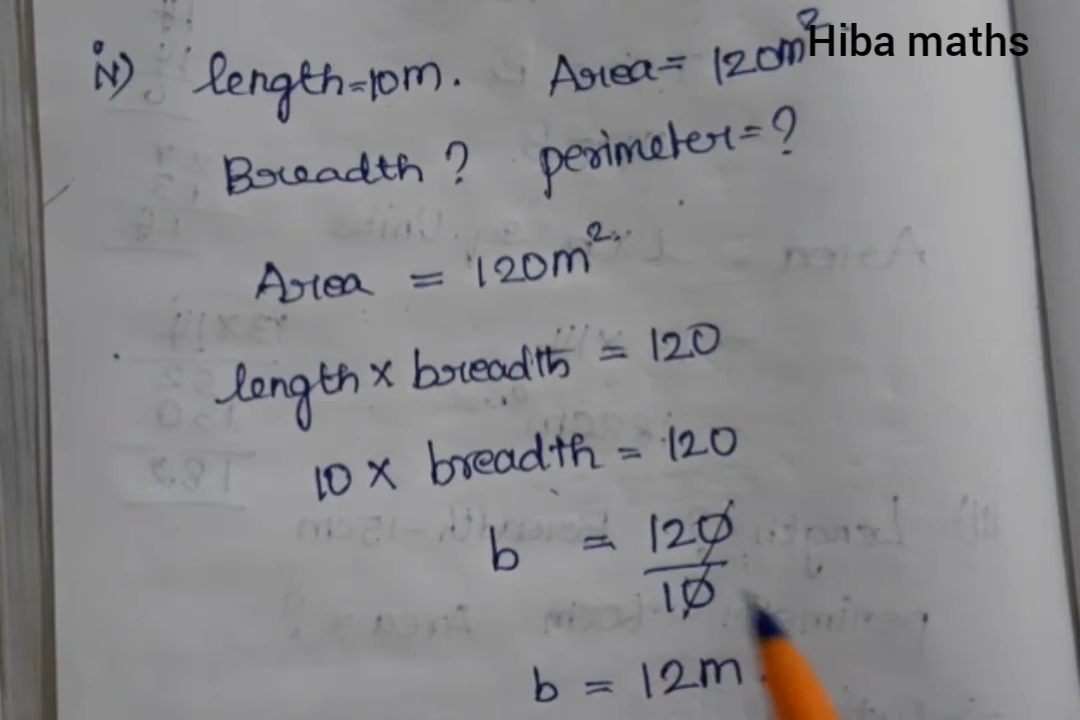 Hiba maths
iv) length=10m. Area= 120m²
Breadth ? perimeter=?
Area = 120m².
length × breadth = 120
10 × breadth = 120
b = 120
10
b = 12m